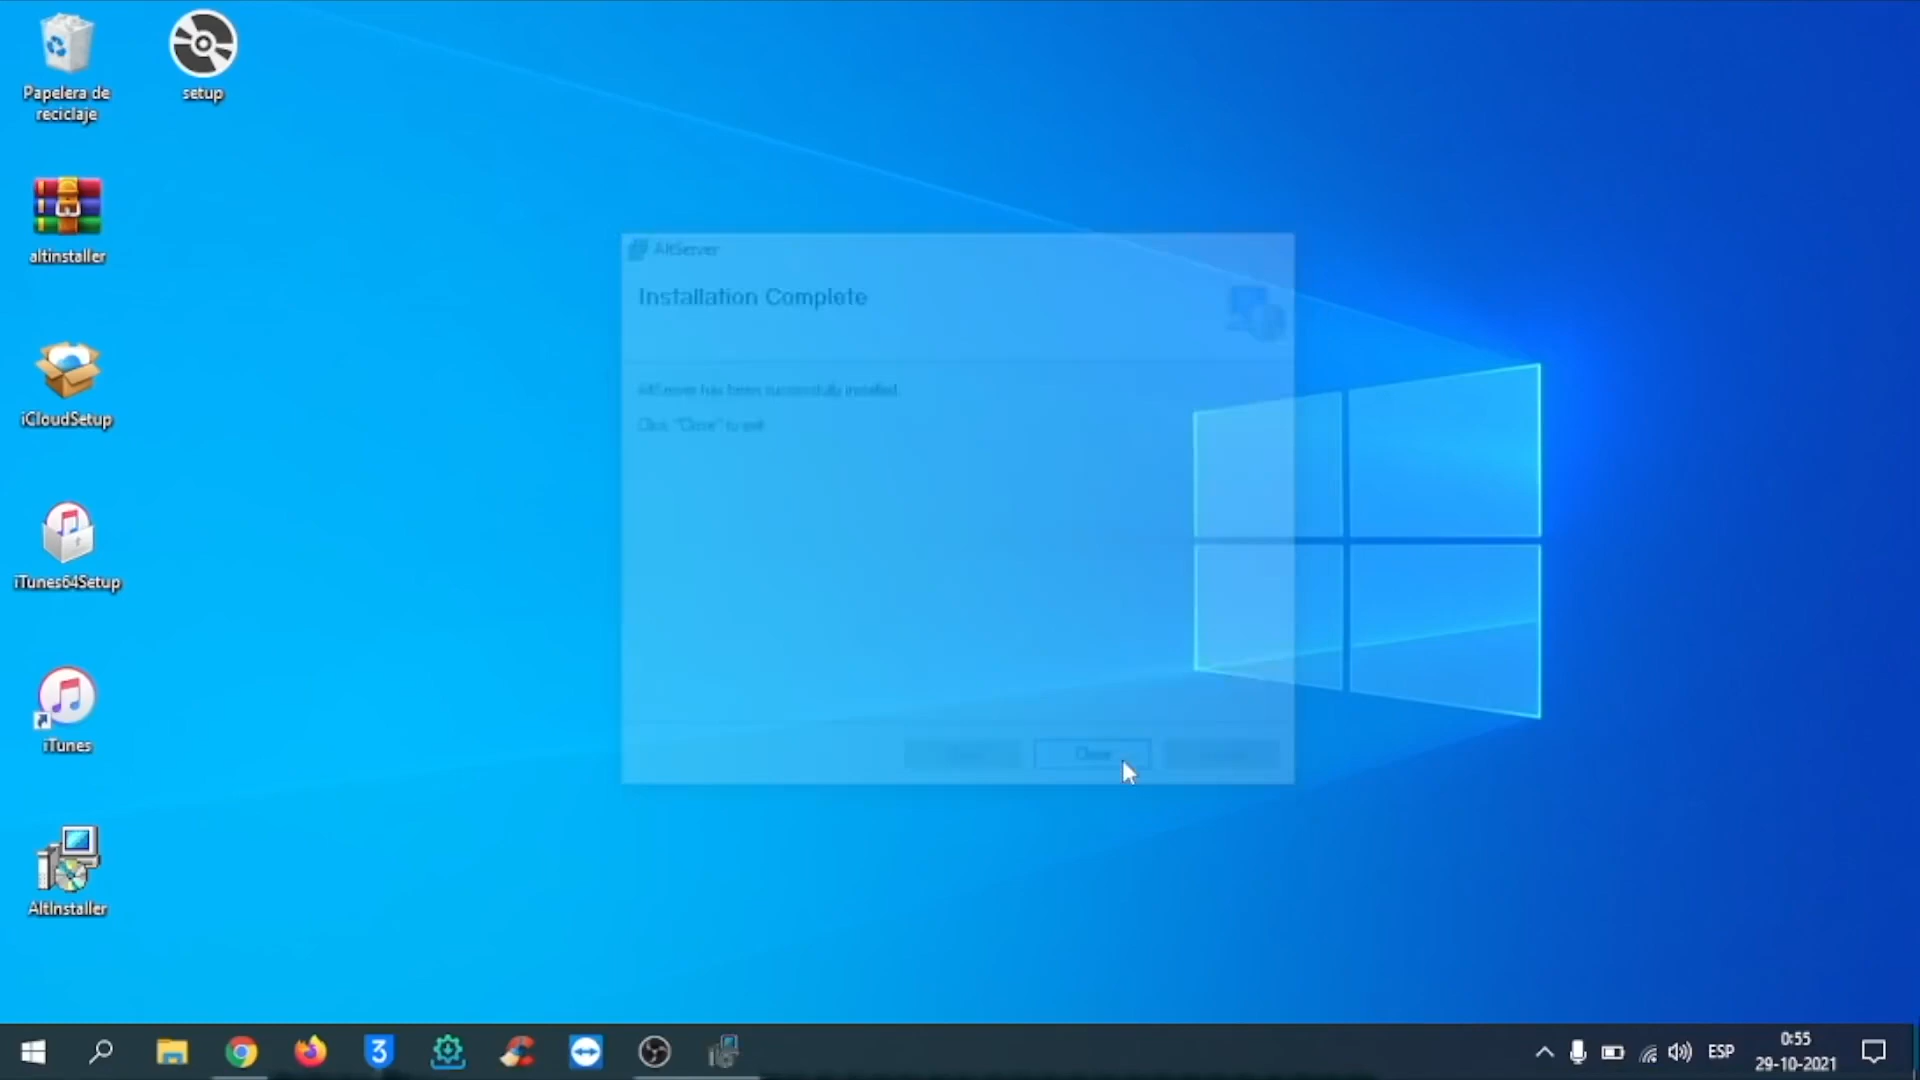 Papelera de
reciclaje
setup
altinstaller
iCloudSetup
iTunes64Setup
iTunes
AltInstaller
AltServer
Installation Complete
AltServer has been successfully installed.
Click "Close" to exit
Close
3
ESP
0:55
29-10-2021